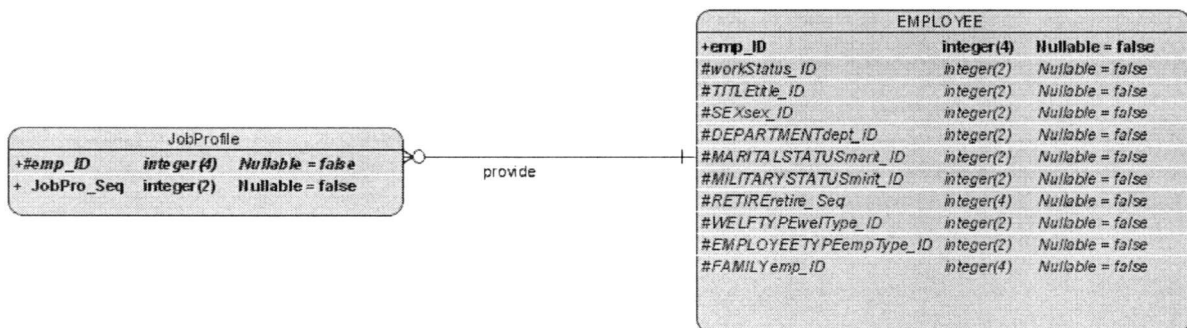 EMPLOYEE
+emp_ID integer(4) Nullable = false
#workStatus_ID integer(2) Nullable = false
#TITLEtitle_ID integer(2) Nullable = false
#SEXsex_ID integer(2) Nullable = false
#DEPARTMENTdept_ID integer(2) Nullable = false
#MARITALSTATUSmarit_ID integer(2) Nullable = false
#MILITARYSTATUSmirit_ID integer(2) Nullable = false
#RETIREretire_Seq integer(4) Nullable = false
#WELFTYPEwelType_ID integer(2) Nullable = false
#EMPLOYEETYPEempType_ID integer(2) Nullable = false
#FAMILYemp_ID integer(4) Nullable = false
JobProfile
+#emp_ID integer(4) Nullable = false
+ JobPro_Seq integer(2) Nullable = false
provide